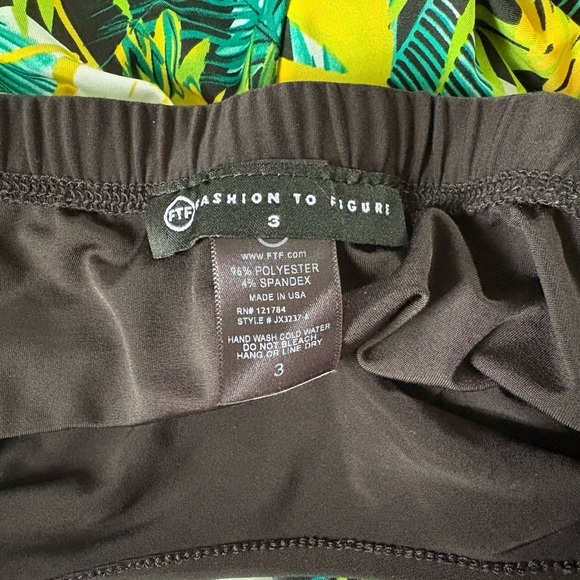 FTF FASHION TO FIGURE
3
www.FTF.com
96% POLYESTER
4% SPANDEX
MADE IN USA
RN# 121784
STYLE # JX3237-4
HAND WASH COLD WATER
DO NOT BLEACH
HANG OR LINE DRY
3